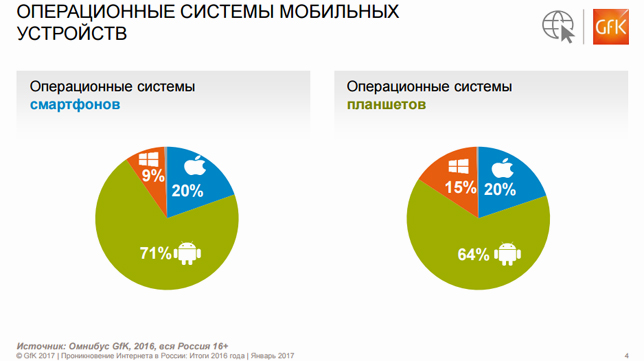 ОПЕРАЦИОННЫЕ СИСТЕМЫ МОБИЛЬНЫХ
УСТРОЙСТВ
GfK
Операционные системы
смартфонов
Операционные системы
планшетов
9%
20%
71%
15%
20%
64%
Источник: Омнибус GfK, 2016, вся Россия 16+
© GfK 2017 | Проникновение Интернета в России: Итоги 2016 года | Январь 2017
4